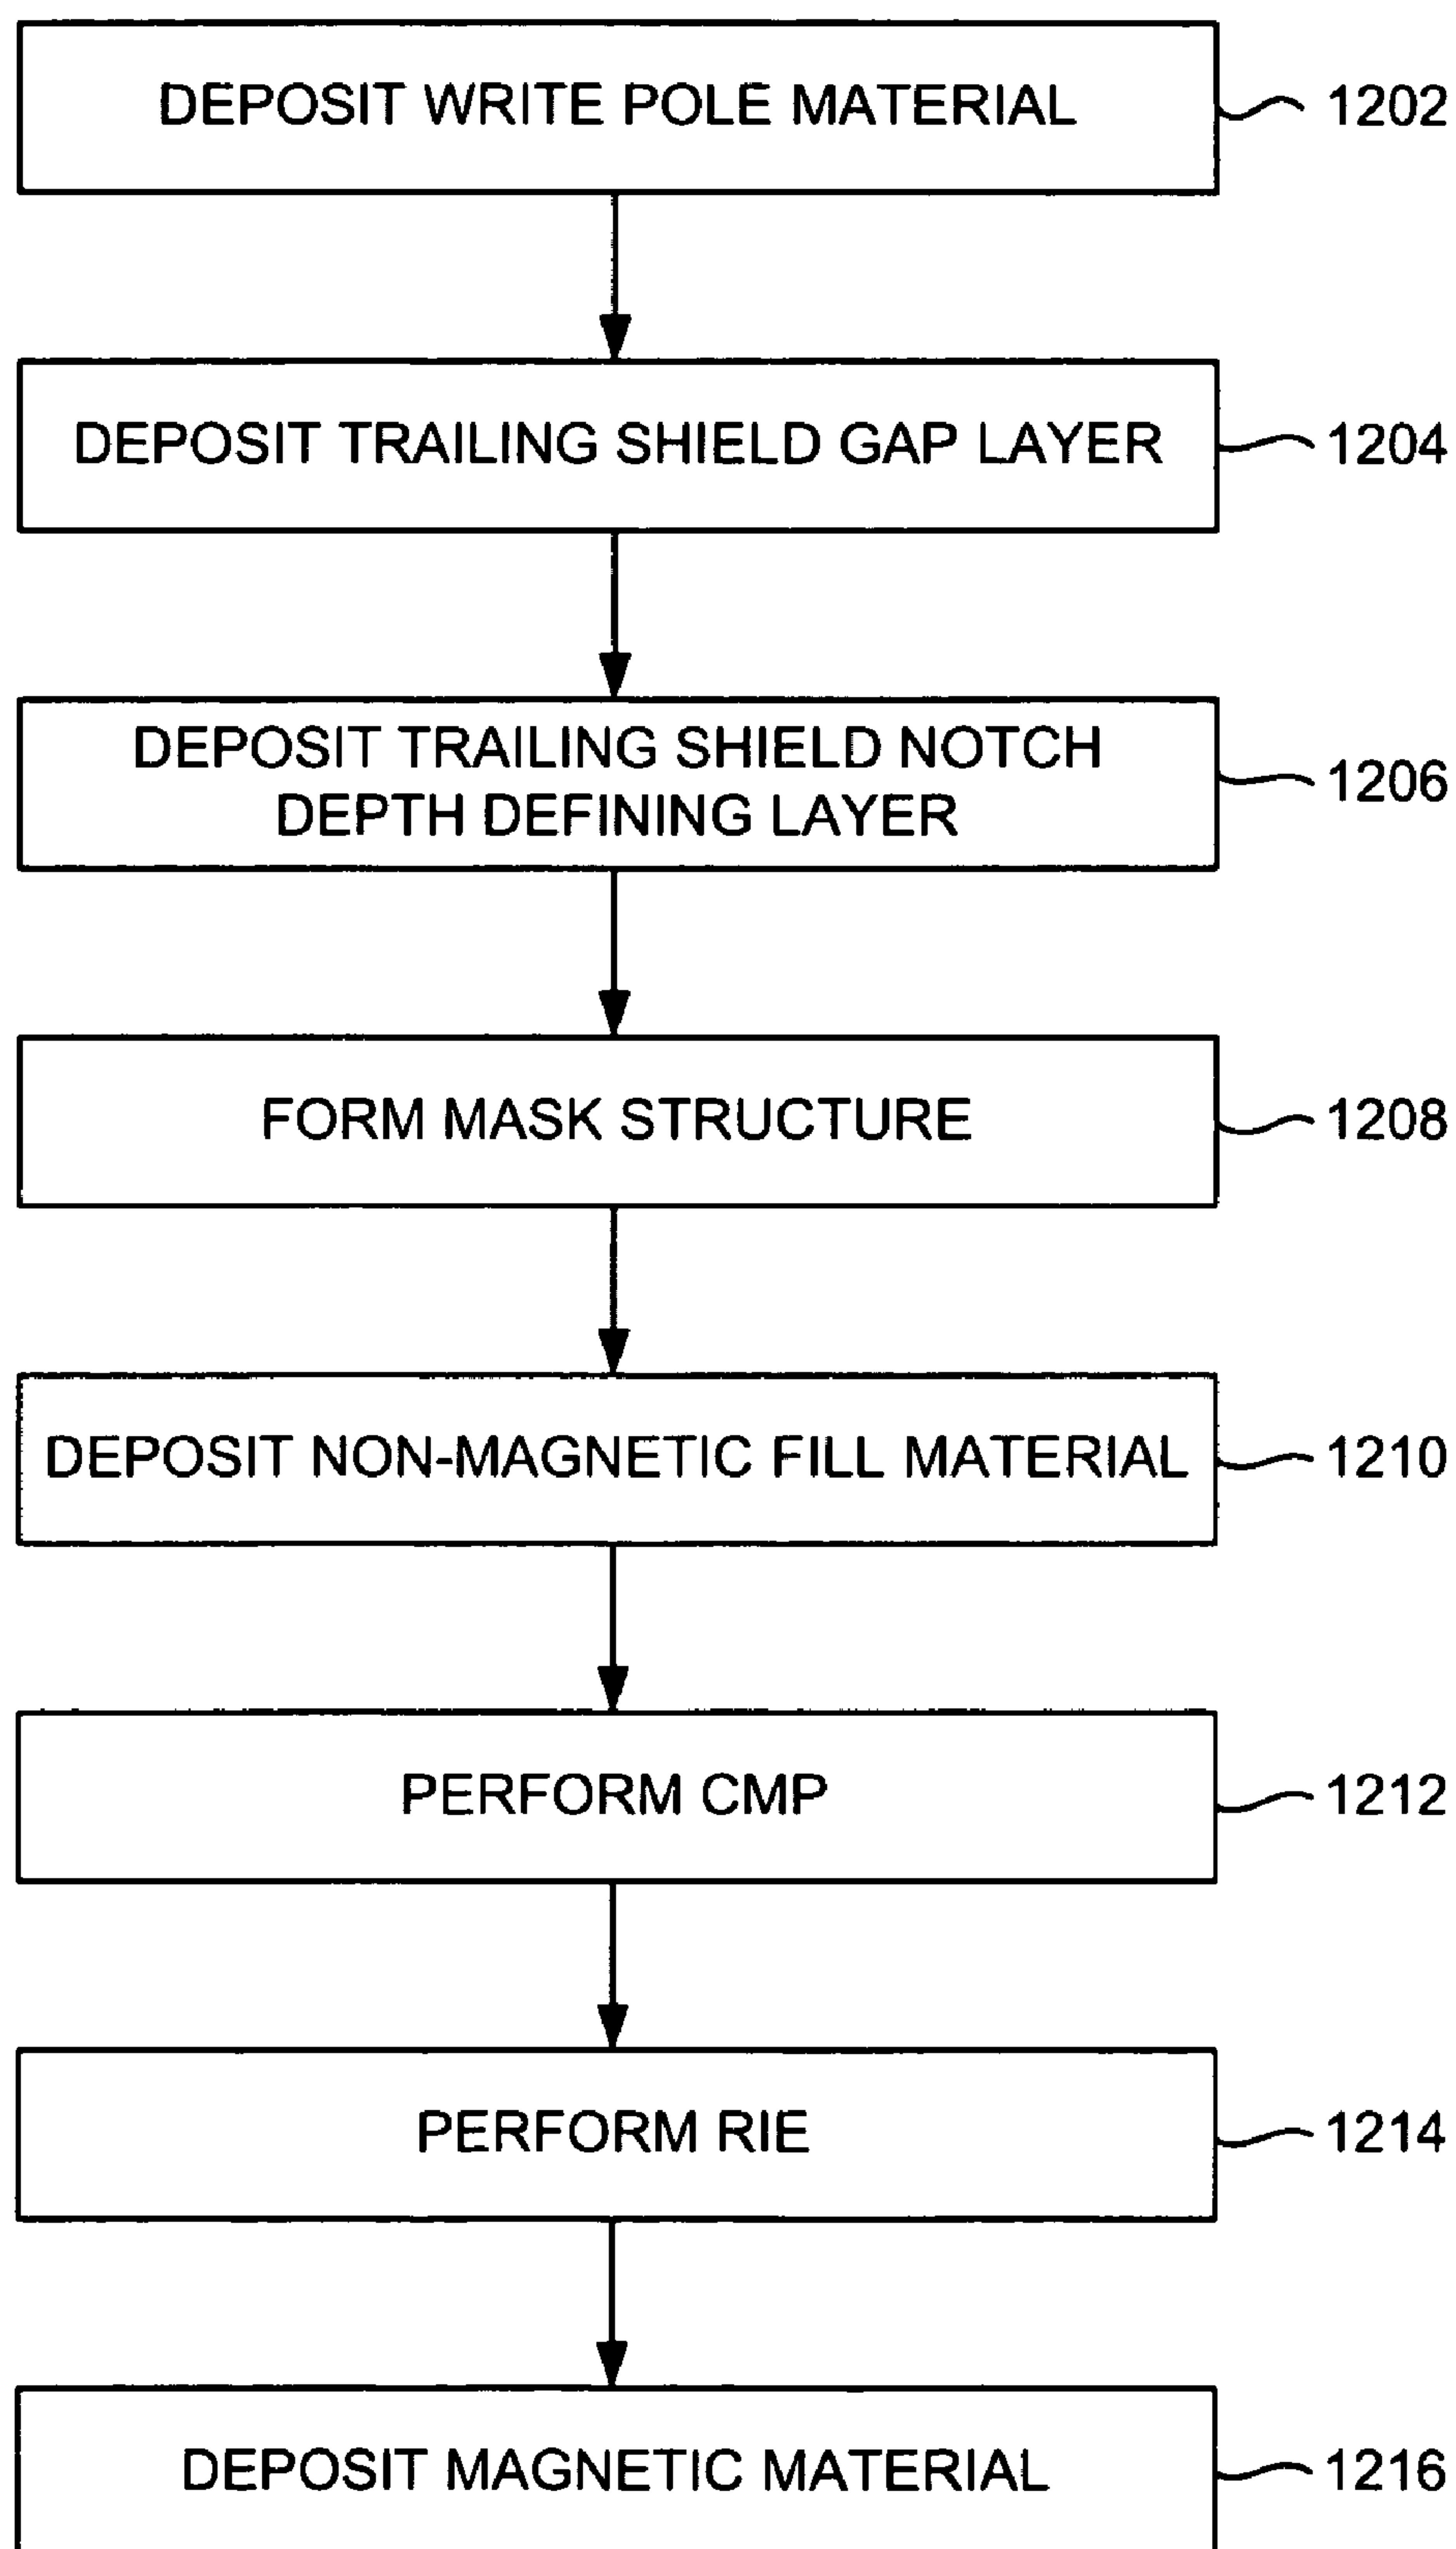 DEPOSIT WRITE POLE MATERIAL
1202
DEPOSIT TRAILING SHIELD GAP LAYER
1204
DEPOSIT TRAILING SHIELD NOTCH
DEPTH DEFINING LAYER
1206
FORM MASK STRUCTURE
1208
DEPOSIT NON-MAGNETIC FILL MATERIAL
1210
PERFORM CMP
1212
PERFORM RIE
1214
DEPOSIT MAGNETIC MATERIAL
1216